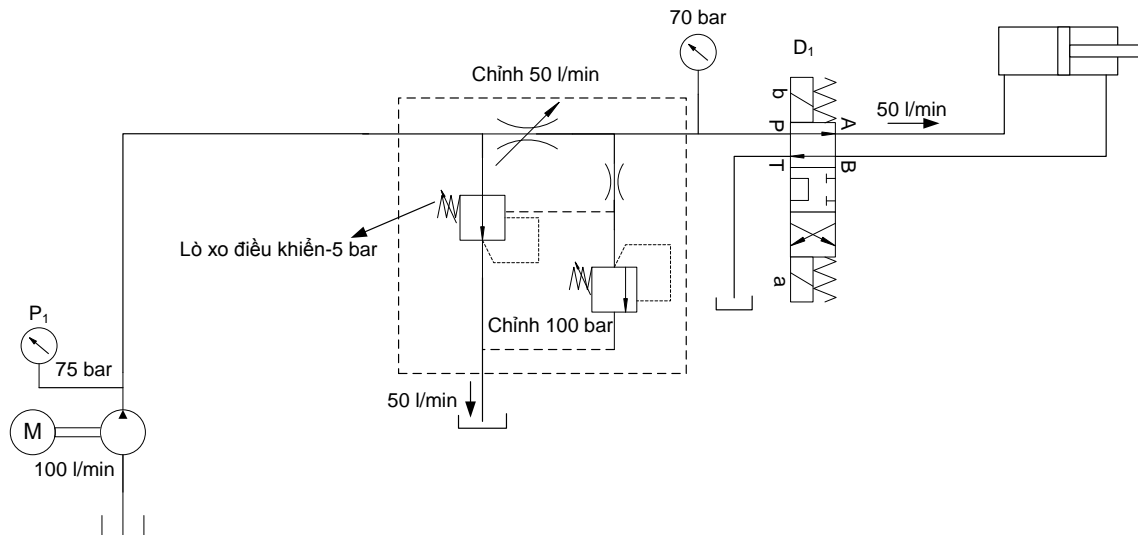 70 bar
D1
Chỉnh 50 l/min
b
50 l/min
P
A
T
B
Lò xo điều khiển-5 bar
a
P1
Chỉnh 100 bar
75 bar
50 l/min
M
100 l/min